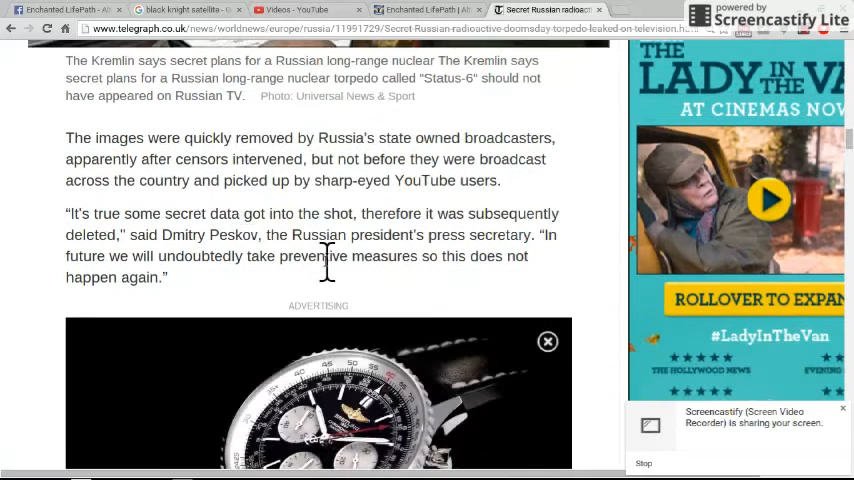 Enchanted LifePath - Alt
black knight satellite - G
Videos - YouTube
Enchanted LifePath | Alt
Secret Russian radioacti
powered by
Screencastify Lite
www.telegraph.co.uk/news/worldnews/europe/russia/11991729/Secret-Russian-radioactive-doomsday-torpedo-leaked-on-television.html
The Kremlin says secret plans for a Russian long-range nuclear The Kremlin says
secret plans for a Russian long-range nuclear torpedo called "Status-6" should not
have appeared on Russian TV. Photo: Universal News & Sport
The images were quickly removed by Russia's state owned broadcasters,
apparently after censors intervened, but not before they were broadcast
across the country and picked up by sharp-eyed YouTube users.
“It's true some secret data got into the shot, therefore it was subsequently
deleted,” said Dmitry Peskov, the Russian president's press secretary. “In
future we will undoubtedly take preventive measures so this does not
happen again.”
ADVERTISING
50
THE
LADY IN THE VA
AT CINEMAS NOW
ROLLOVER TO EXPAN
#LadyInTheVan
★★★★★
THE HOLLYWOOD NEWS
EVENING
★★★★★
Screencastify (Screen Video
Recorder) is sharing your screen.
Stop